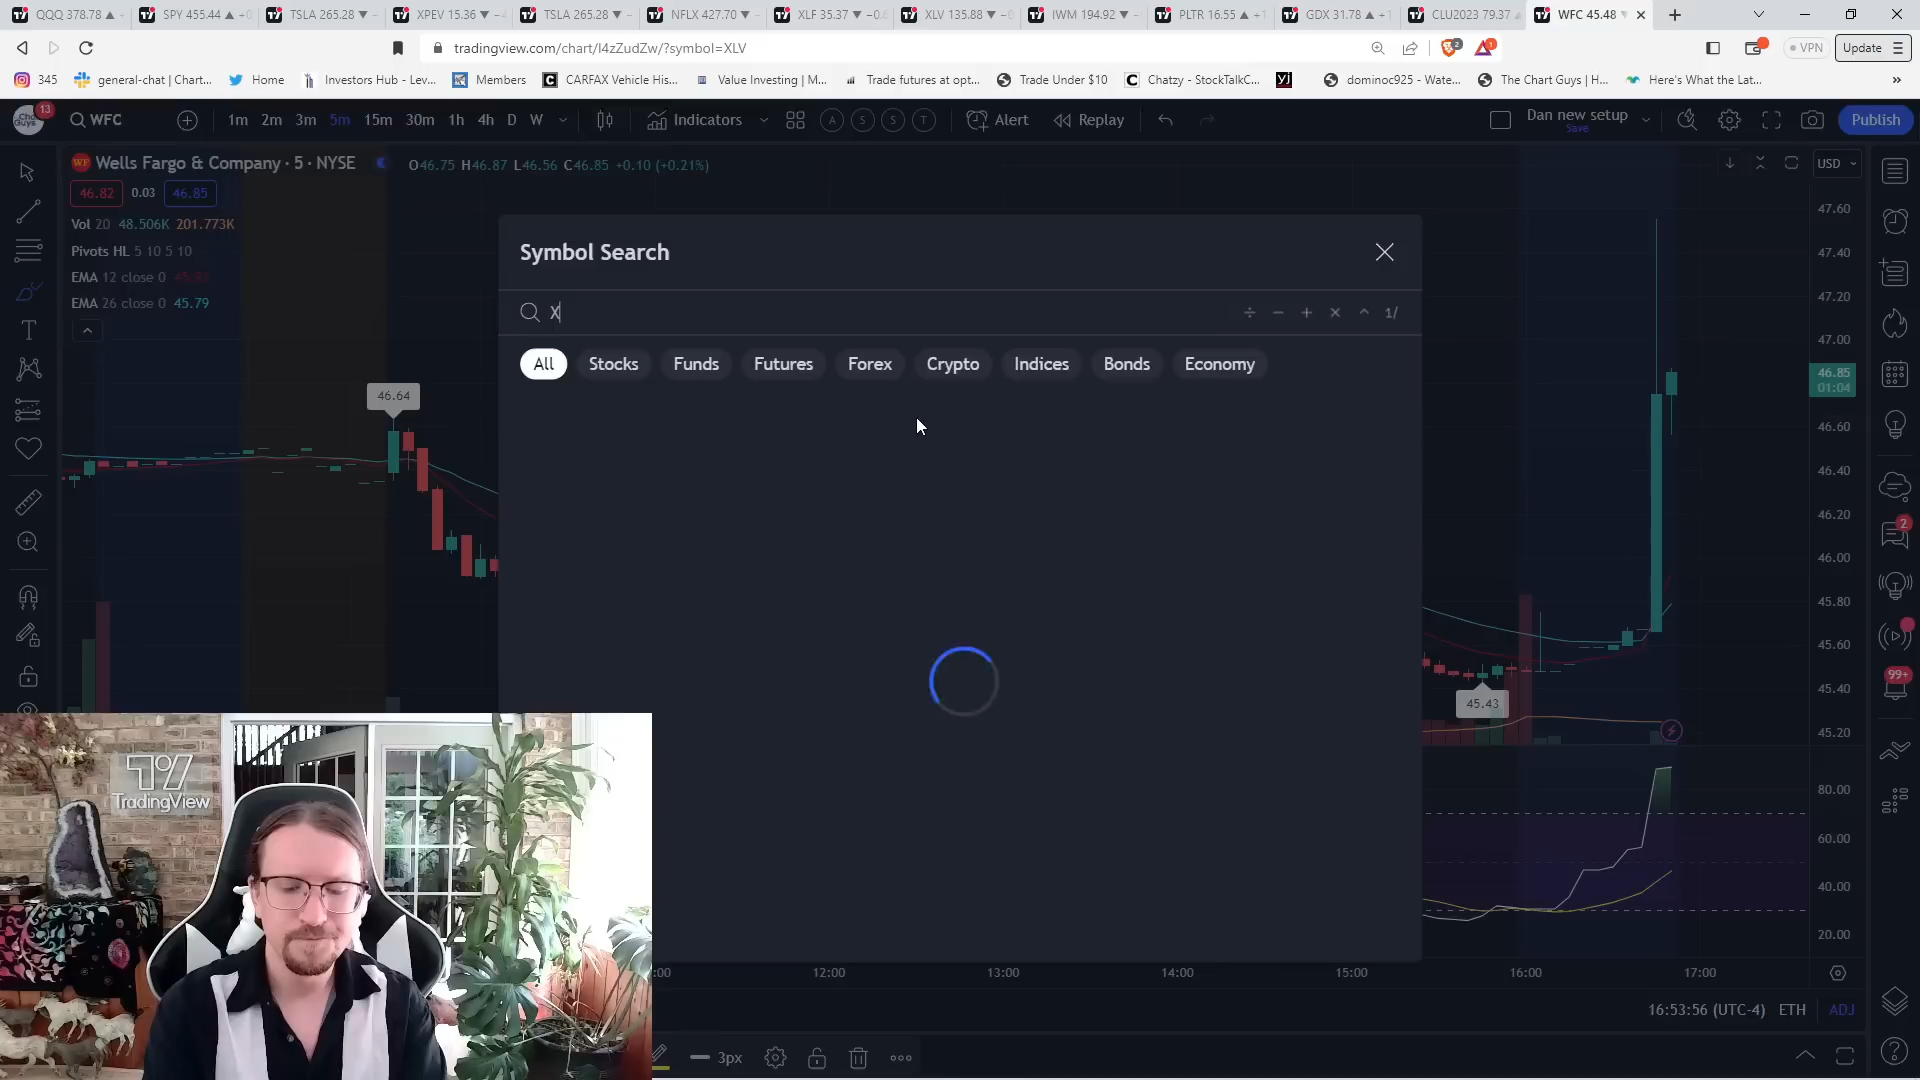 QQQ 378.78
SPY 455.44
TSLA 265.28
XPEV 15.36
TSLA 265.28
NFLX 427.70
XLF 35.37
XLV 135.88
IWM 194.92
PLTR 16.55
GDX 31.78
CLU2023 79.37
WFC 45.48
tradingview.com/chart/I4zZudZw/?symbol=XLV
2
1
VPN
Update
345
general-chat | Chart...
Home
Investors Hub - Lev...
Members
CARFAX Vehicle His...
Value Investing | M...
Trade futures at opt...
Trade Under $10
Chatzy - StockTalkC...
dominoc925 - Wate...
The Chart Guys | H...
Here's What the Lat...
13
WFC
1m 2m 3m 5m 15m 30m 1h 4h D W
Indicators
A S S T
Alert
Replay
Dan new setup
Save
Publish
Wells Fargo & Company · 5 · NYSE
O46.75 H46.87 L46.56 C46.85 +0.10 (+0.21%)
USD
46.82 0.03 46.85
Vol 20 48.506K 201.773K
Pivots HL 5 10 5 10
EMA 12 close 0
EMA 26 close 0 45.79
Symbol Search
X
÷ − + × ^ 1/
All Stocks Funds Futures Forex Crypto Indices Bonds Economy
46.64
45.43
47.60
47.40
47.20
47.00
46.85
01:04
46.60
46.40
46.20
46.00
45.80
45.60
45.40
45.20
80.00
60.00
40.00
20.00
2
99+
TradingView
12:00 13:00 14:00 15:00 16:00 17:00
16:53:56 (UTC-4) ETH ADJ
3px